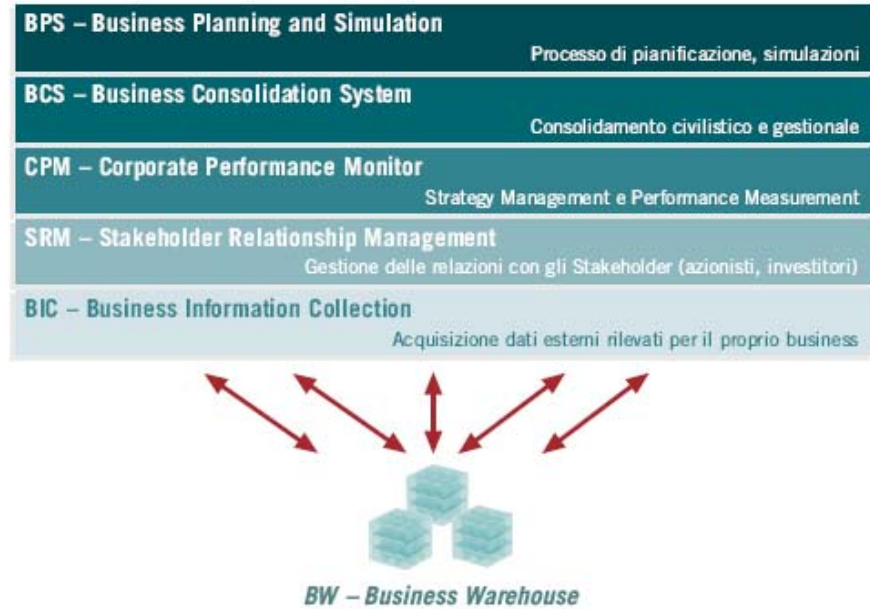 BPS – Business Planning and Simulation
Processo di pianificazione, simulazioni
BCS – Business Consolidation System
Consolidamento civilistico e gestionale
CPM – Corporate Performance Monitor
Strategy Management e Performance Measurement
SRM – Stakeholder Relationship Management
Gestione delle relazioni con gli Stakeholder (azionisti, investitori)
BIC – Business Information Collection
Acquisizione dati esterni rilevati per il proprio business
BW – Business Warehouse